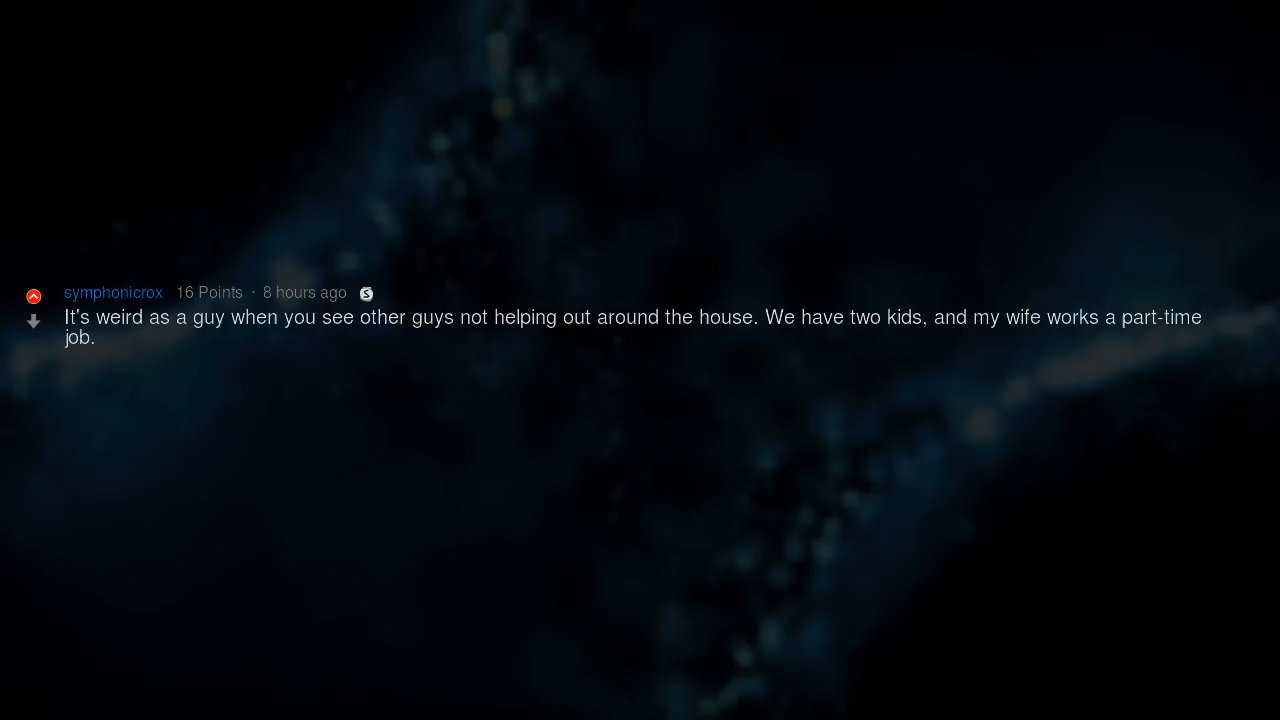 symphonicrox 16 Points · 8 hours ago
It's weird as a guy when you see other guys not helping out around the house. We have two kids, and my wife works a part-time
job.